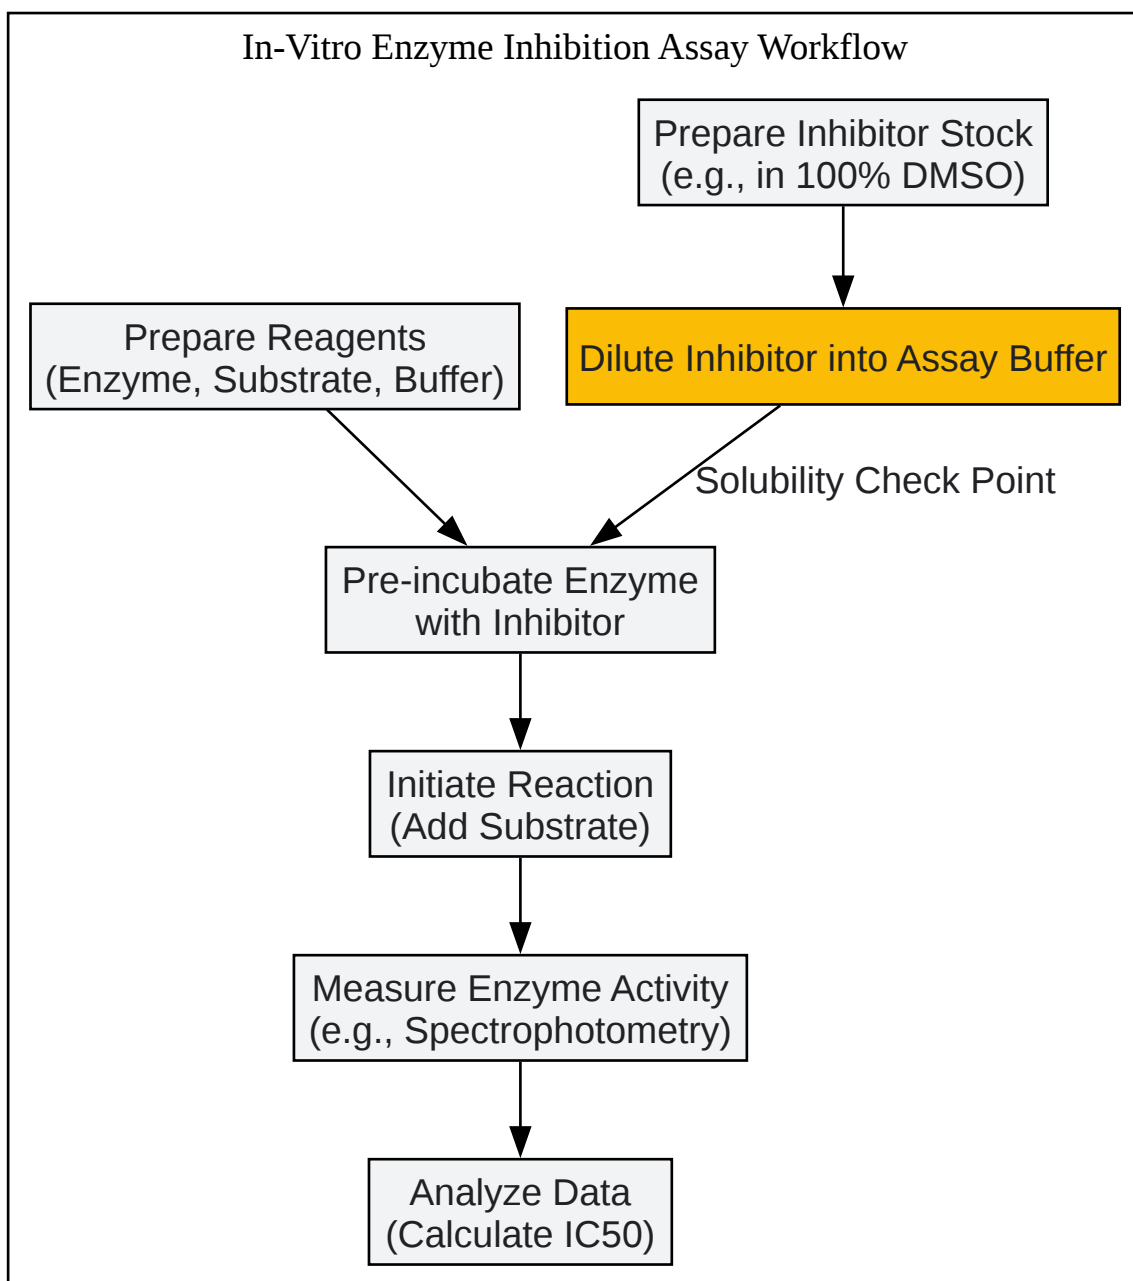 In-Vitro Enzyme Inhibition Assay Workflow
Prepare Inhibitor Stock
(e.g., in 100% DMSO)
Prepare Reagents
(Enzyme, Substrate, Buffer)
Dilute Inhibitor into Assay Buffer
Solubility Check Point
Pre-incubate Enzyme
with Inhibitor
Initiate Reaction
(Add Substrate)
Measure Enzyme Activity
(e.g., Spectrophotometry)
Analyze Data
(Calculate IC50)